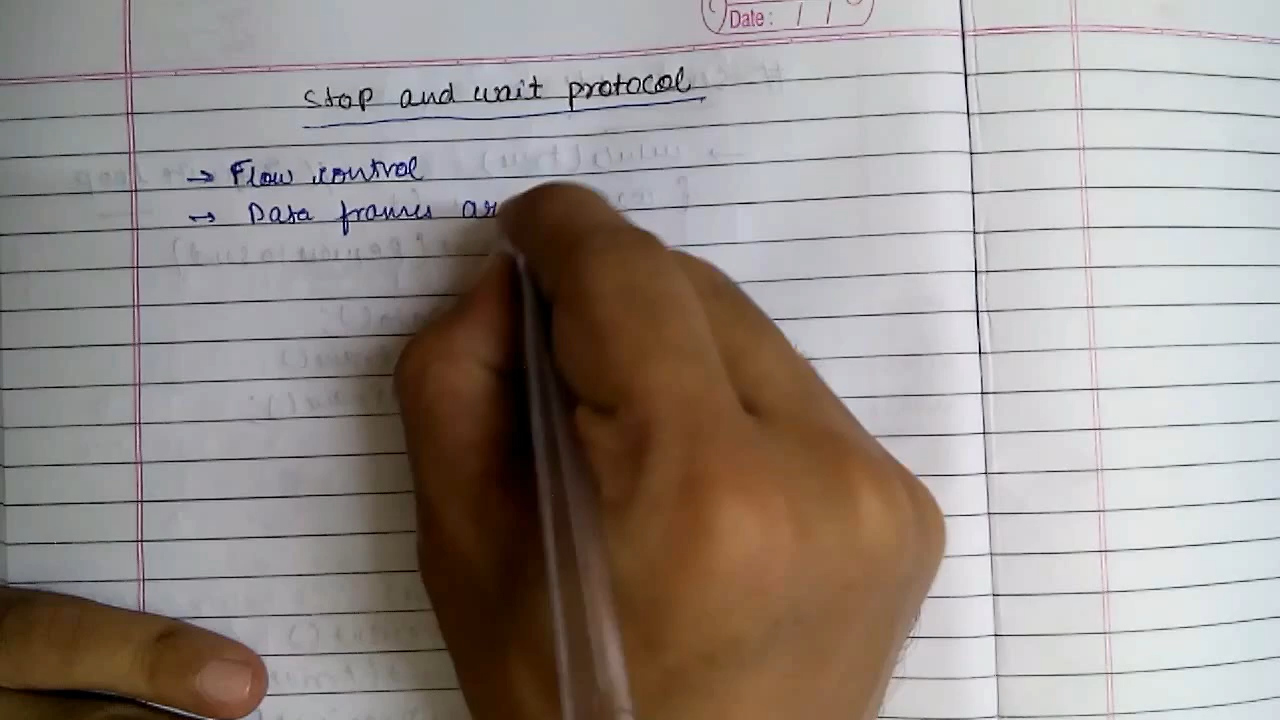 Date: / /
Stop and wait protocol
→ Flow control
→ Data frames ar